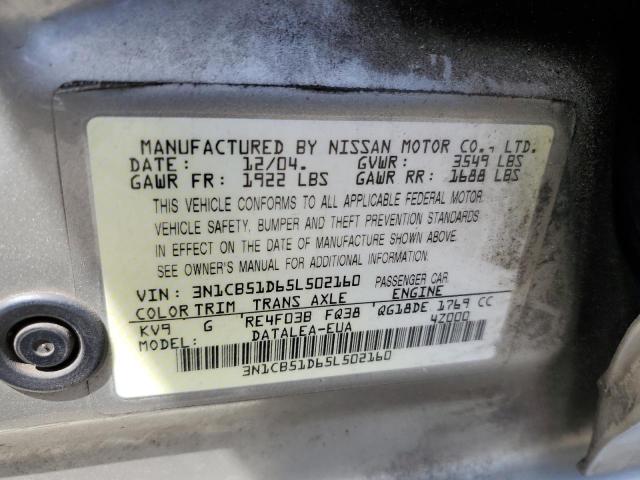 MANUFACTURED BY NISSAN MOTOR CO., LTD.
DATE: 12/04. GVWR: 3549 LBS
GAWR FR: 1922 LBS GAWR RR: 1688 LBS
THIS VEHICLE CONFORMS TO ALL APPLICABLE FEDERAL MOTOR
VEHICLE SAFETY, BUMPER AND THEFT PREVENTION STANDARDS
IN EFFECT ON THE DATE OF MANUFACTURE SHOWN ABOVE.
SEE OWNER'S MANUAL FOR ADDITIONAL INFORMATION.
VIN: 3N1CB51D65L502160 PASSENGER CAR
COLOR TRIM TRANS AXLE ENGINE
KV9 G RE4F03B FQ38 QG18DE 1769 CC
MODEL: DATALEA-EUA 4Z000
3N1CB51D65L502160